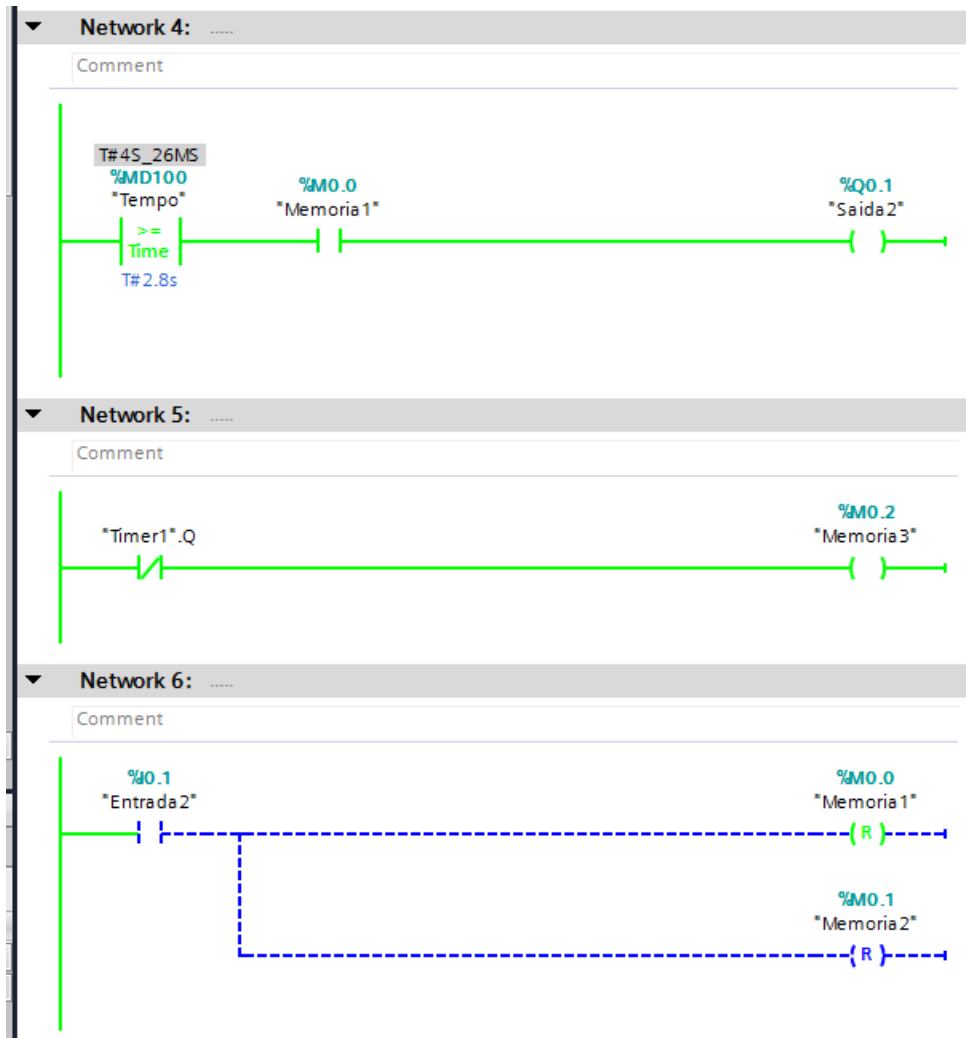 Network 4: .....
Comment
T#4S_26MS
%MD100
"Tempo"
>=
Time
T#2.8s
%M0.0
"Memoria1"
%Q0.1
"Saida2"
( )
Network 5: .....
Comment
"Timer1".Q
%M0.2
"Memoria3"
( )
Network 6: .....
Comment
%I0.1
"Entrada2"
%M0.0
"Memoria1"
( R )
%M0.1
"Memoria2"
( R )